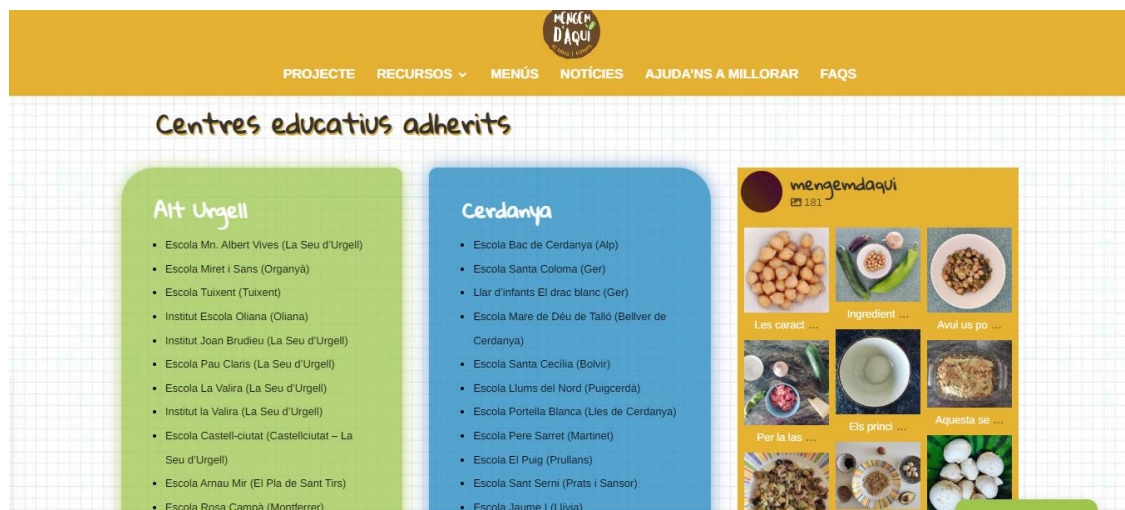 MENGEM
D'AQUÍ
PROJECTE RECURSOS MENÚS NOTÍCIES AJUDA'NS A MILLORAR FAQS
Centres educatius adherits
Alt Urgell
• Escola Mn. Albert Vives (La Seu d'Urgell)
• Escola Miret i Sans (Organyà)
• Escola Tuixent (Tuixent)
• Institut Escola Oliana (Oliana)
• Institut Joan Brudieu (La Seu d'Urgell)
• Escola Pau Claris (La Seu d'Urgell)
• Escola La Valira (La Seu d'Urgell)
• Institut la Valira (La Seu d'Urgell)
• Escola Castell-ciutat (Castellciutat – La
Seu d'Urgell)
• Escola Arnau Mir (El Pla de Sant Tirs)
• Escola Rosa Campà (Montferrer)
Cerdanya
• Escola Bac de Cerdanya (Alp)
• Escola Santa Coloma (Ger)
• Llar d'infants El drac blanc (Ger)
• Escola Mare de Déu de Talló (Bellver de
Cerdanya)
• Escola Santa Cecília (Bolvir)
• Escola Llums del Nord (Puigcerdà)
• Escola Portella Blanca (Lles de Cerdanya)
• Escola Pere Sarret (Martinet)
• Escola El Puig (Prullans)
• Escola Sant Serni (Prats i Sansor)
• Escola Jaume I (Llívia)
mengemdaqui
181
Les caract ...
Ingredient ...
Avui us po ...
Per la las ...
Els princi ...
Aquesta se ...